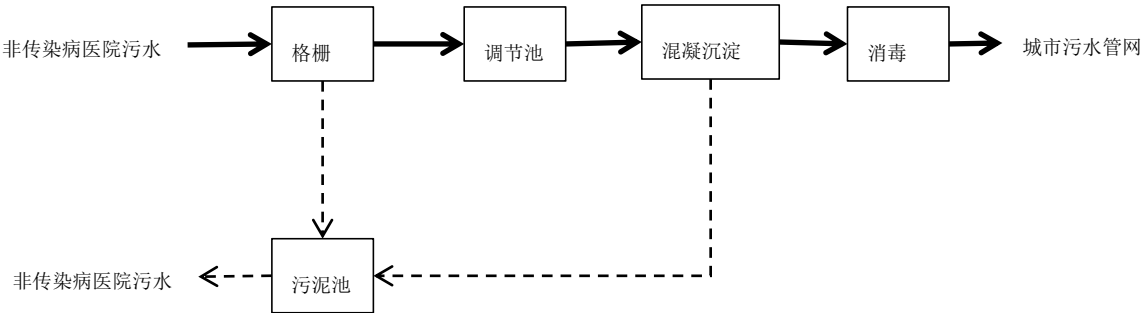 非传染病医院污水
格栅
调节池
混凝沉淀
消毒
城市污水管网
非传染病医院污水
污泥池